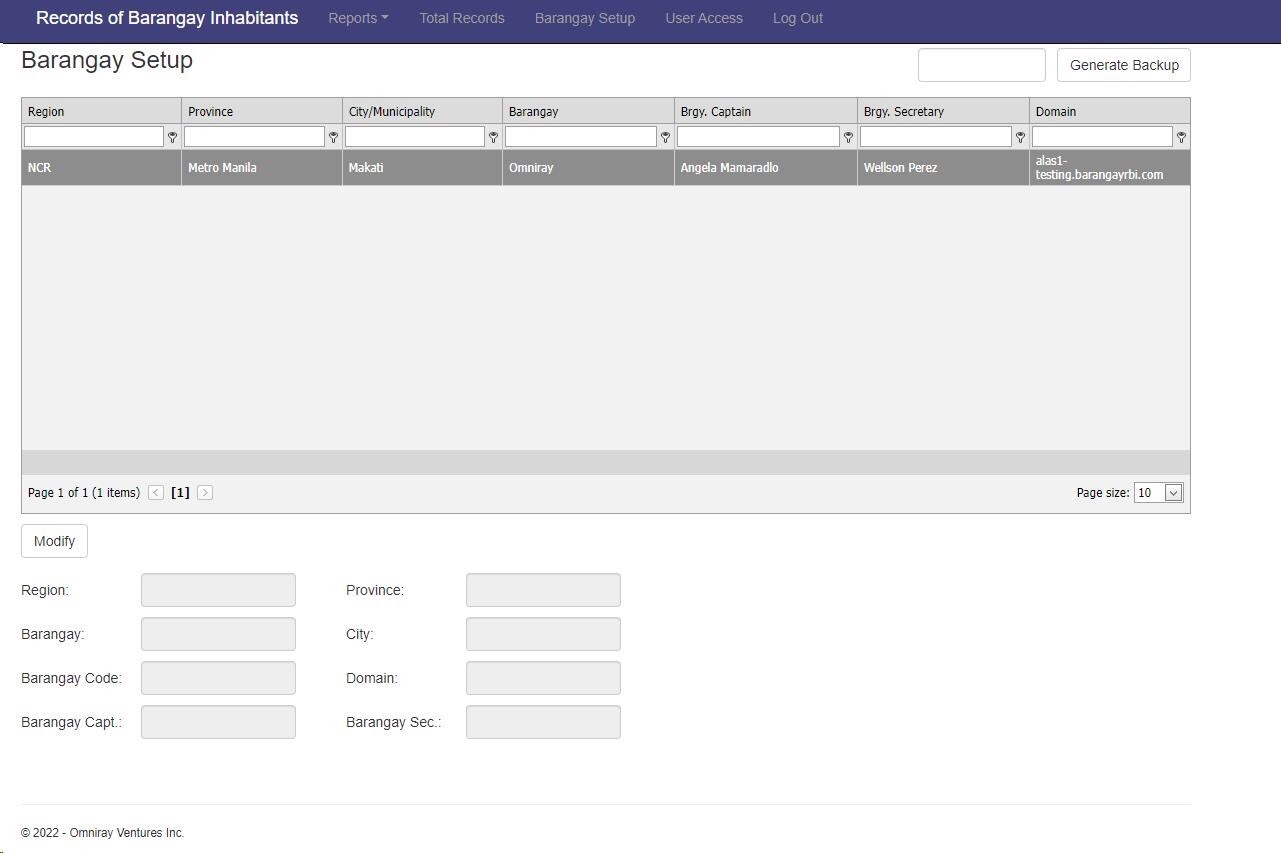 Records of Barangay Inhabitants Reports Total Records Barangay Setup User Access Log Out
Barangay Setup Generate Backup
Region Province City/Municipality Barangay Brgy. Captain Brgy. Secretary Domain
NCR Metro Manila Makati Omniray Angela Mamaradlo Wellson Perez alas1-
testing.barangayrbi.com
Page 1 of 1 (1 items) < [1] > Page size: 10
Modify
Region: Province:
Barangay: City:
Barangay Code: Domain:
Barangay Capt.: Barangay Sec.:
© 2022 - Omniray Ventures Inc.